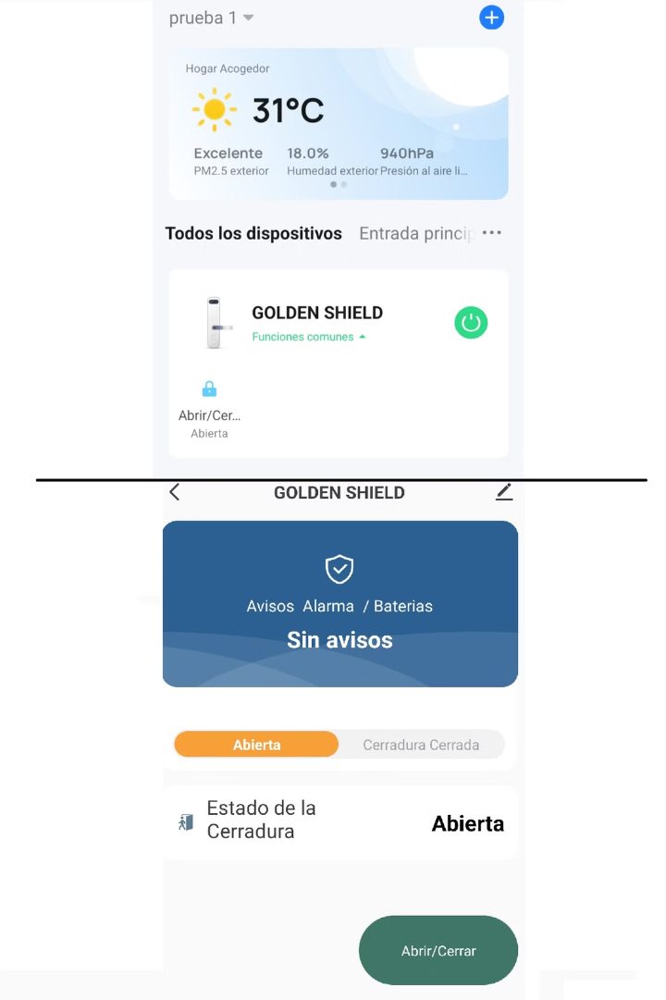 prueba 1
Hogar Acogedor
31°C
Excelente 18.0% 940hPa
PM2.5 exterior Humedad exterior Presión al aire li...
Todos los dispositivos Entrada princip ...
GOLDEN SHIELD
Funciones comunes
Abrir/Cer...
Abierta
GOLDEN SHIELD
Avisos Alarma / Baterias
Sin avisos
Abierta Cerradura Cerrada
Estado de la
Cerradura
Abierta
Abrir/Cerrar